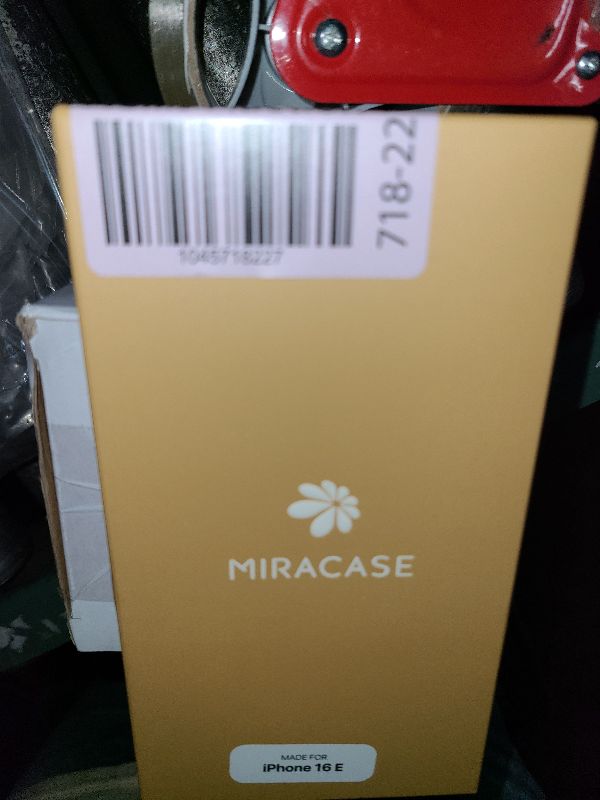 718-22
1045718227
MIRACASE
MADE FOR
iPhone 16 E